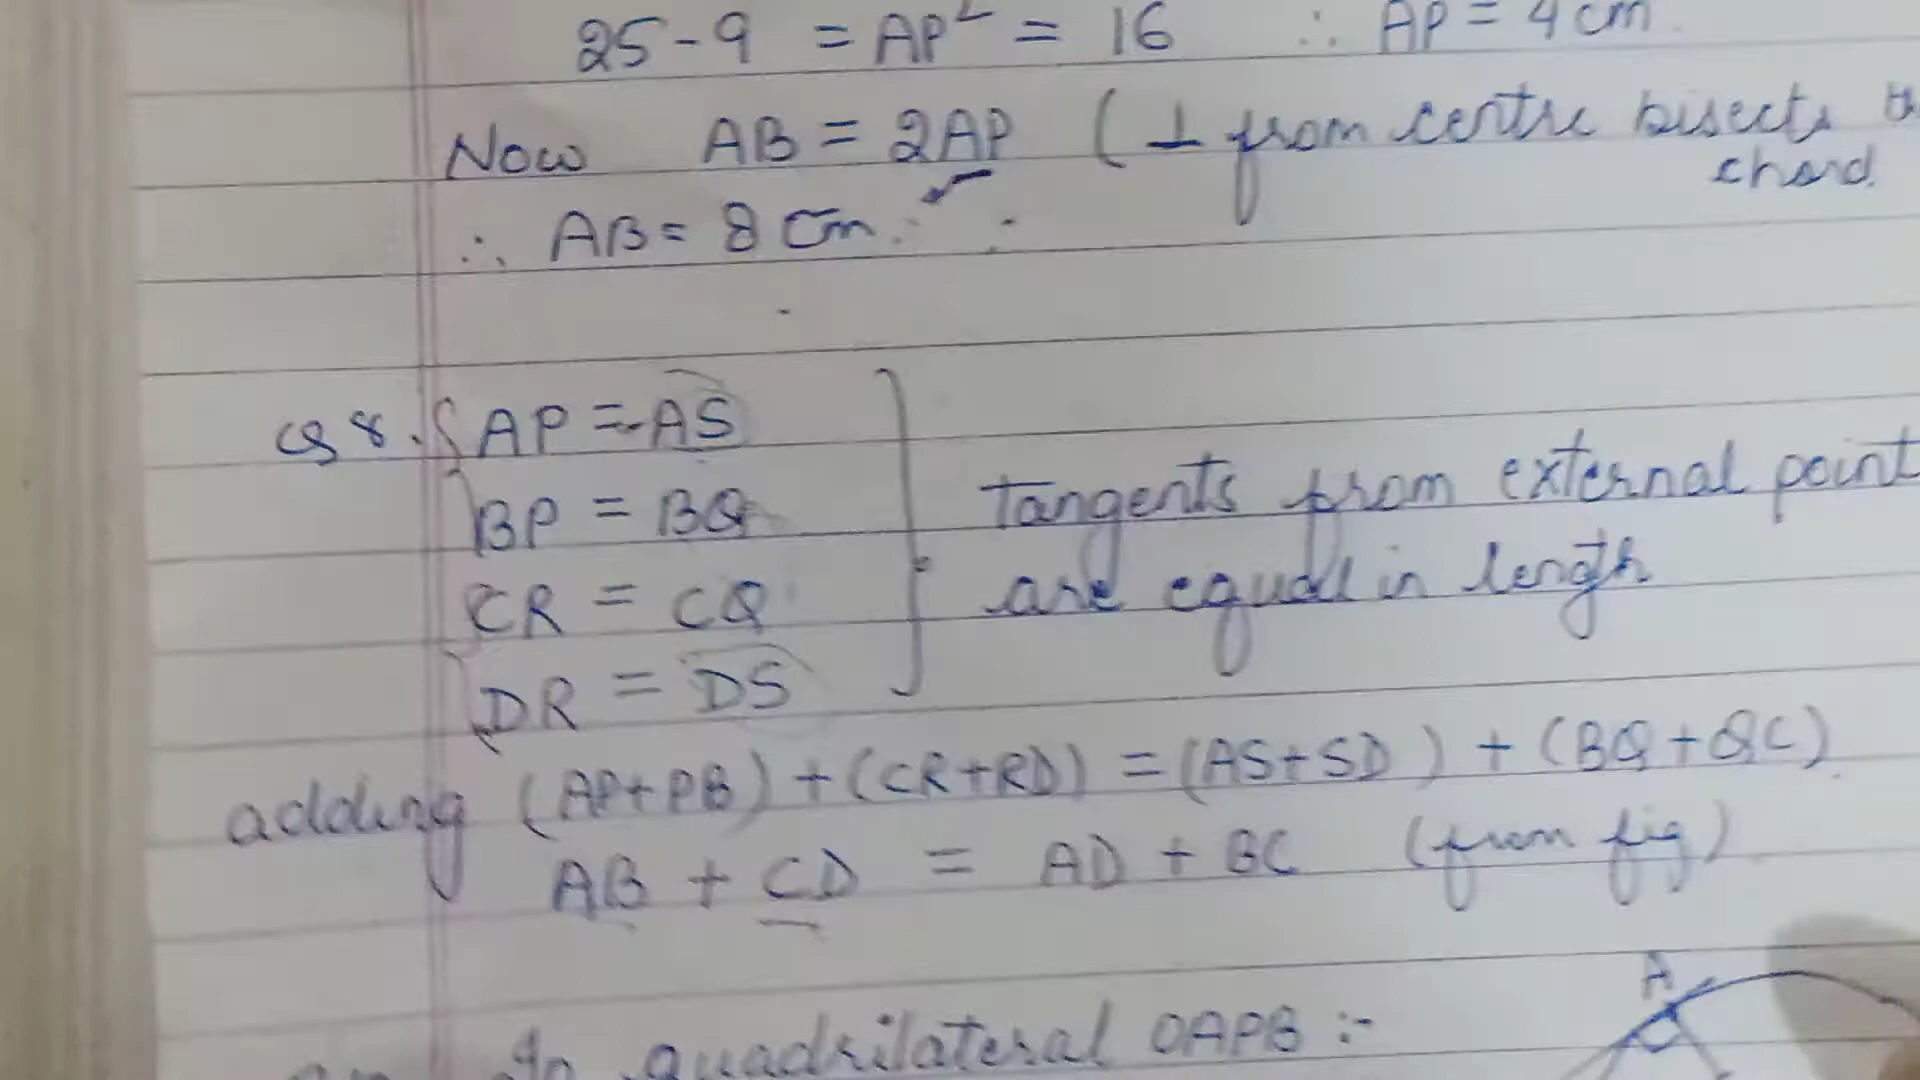 25 - 9 = AP² = 16 ∴ AP = 4 cm.
Now AB = 2AP (⊥ from centre bisects
chord.
∴ AB = 8 cm.
Q 8. AP = AS
BP = BQ
CR = CQ
DR = DS
tangents from external point
are equal in length
adding (AP+PB) + (CR+RD) = (AS+SD) + (BQ+QC)
AB + CD = AD + BC (from fig)
A
In quadrilateral OAPB :-